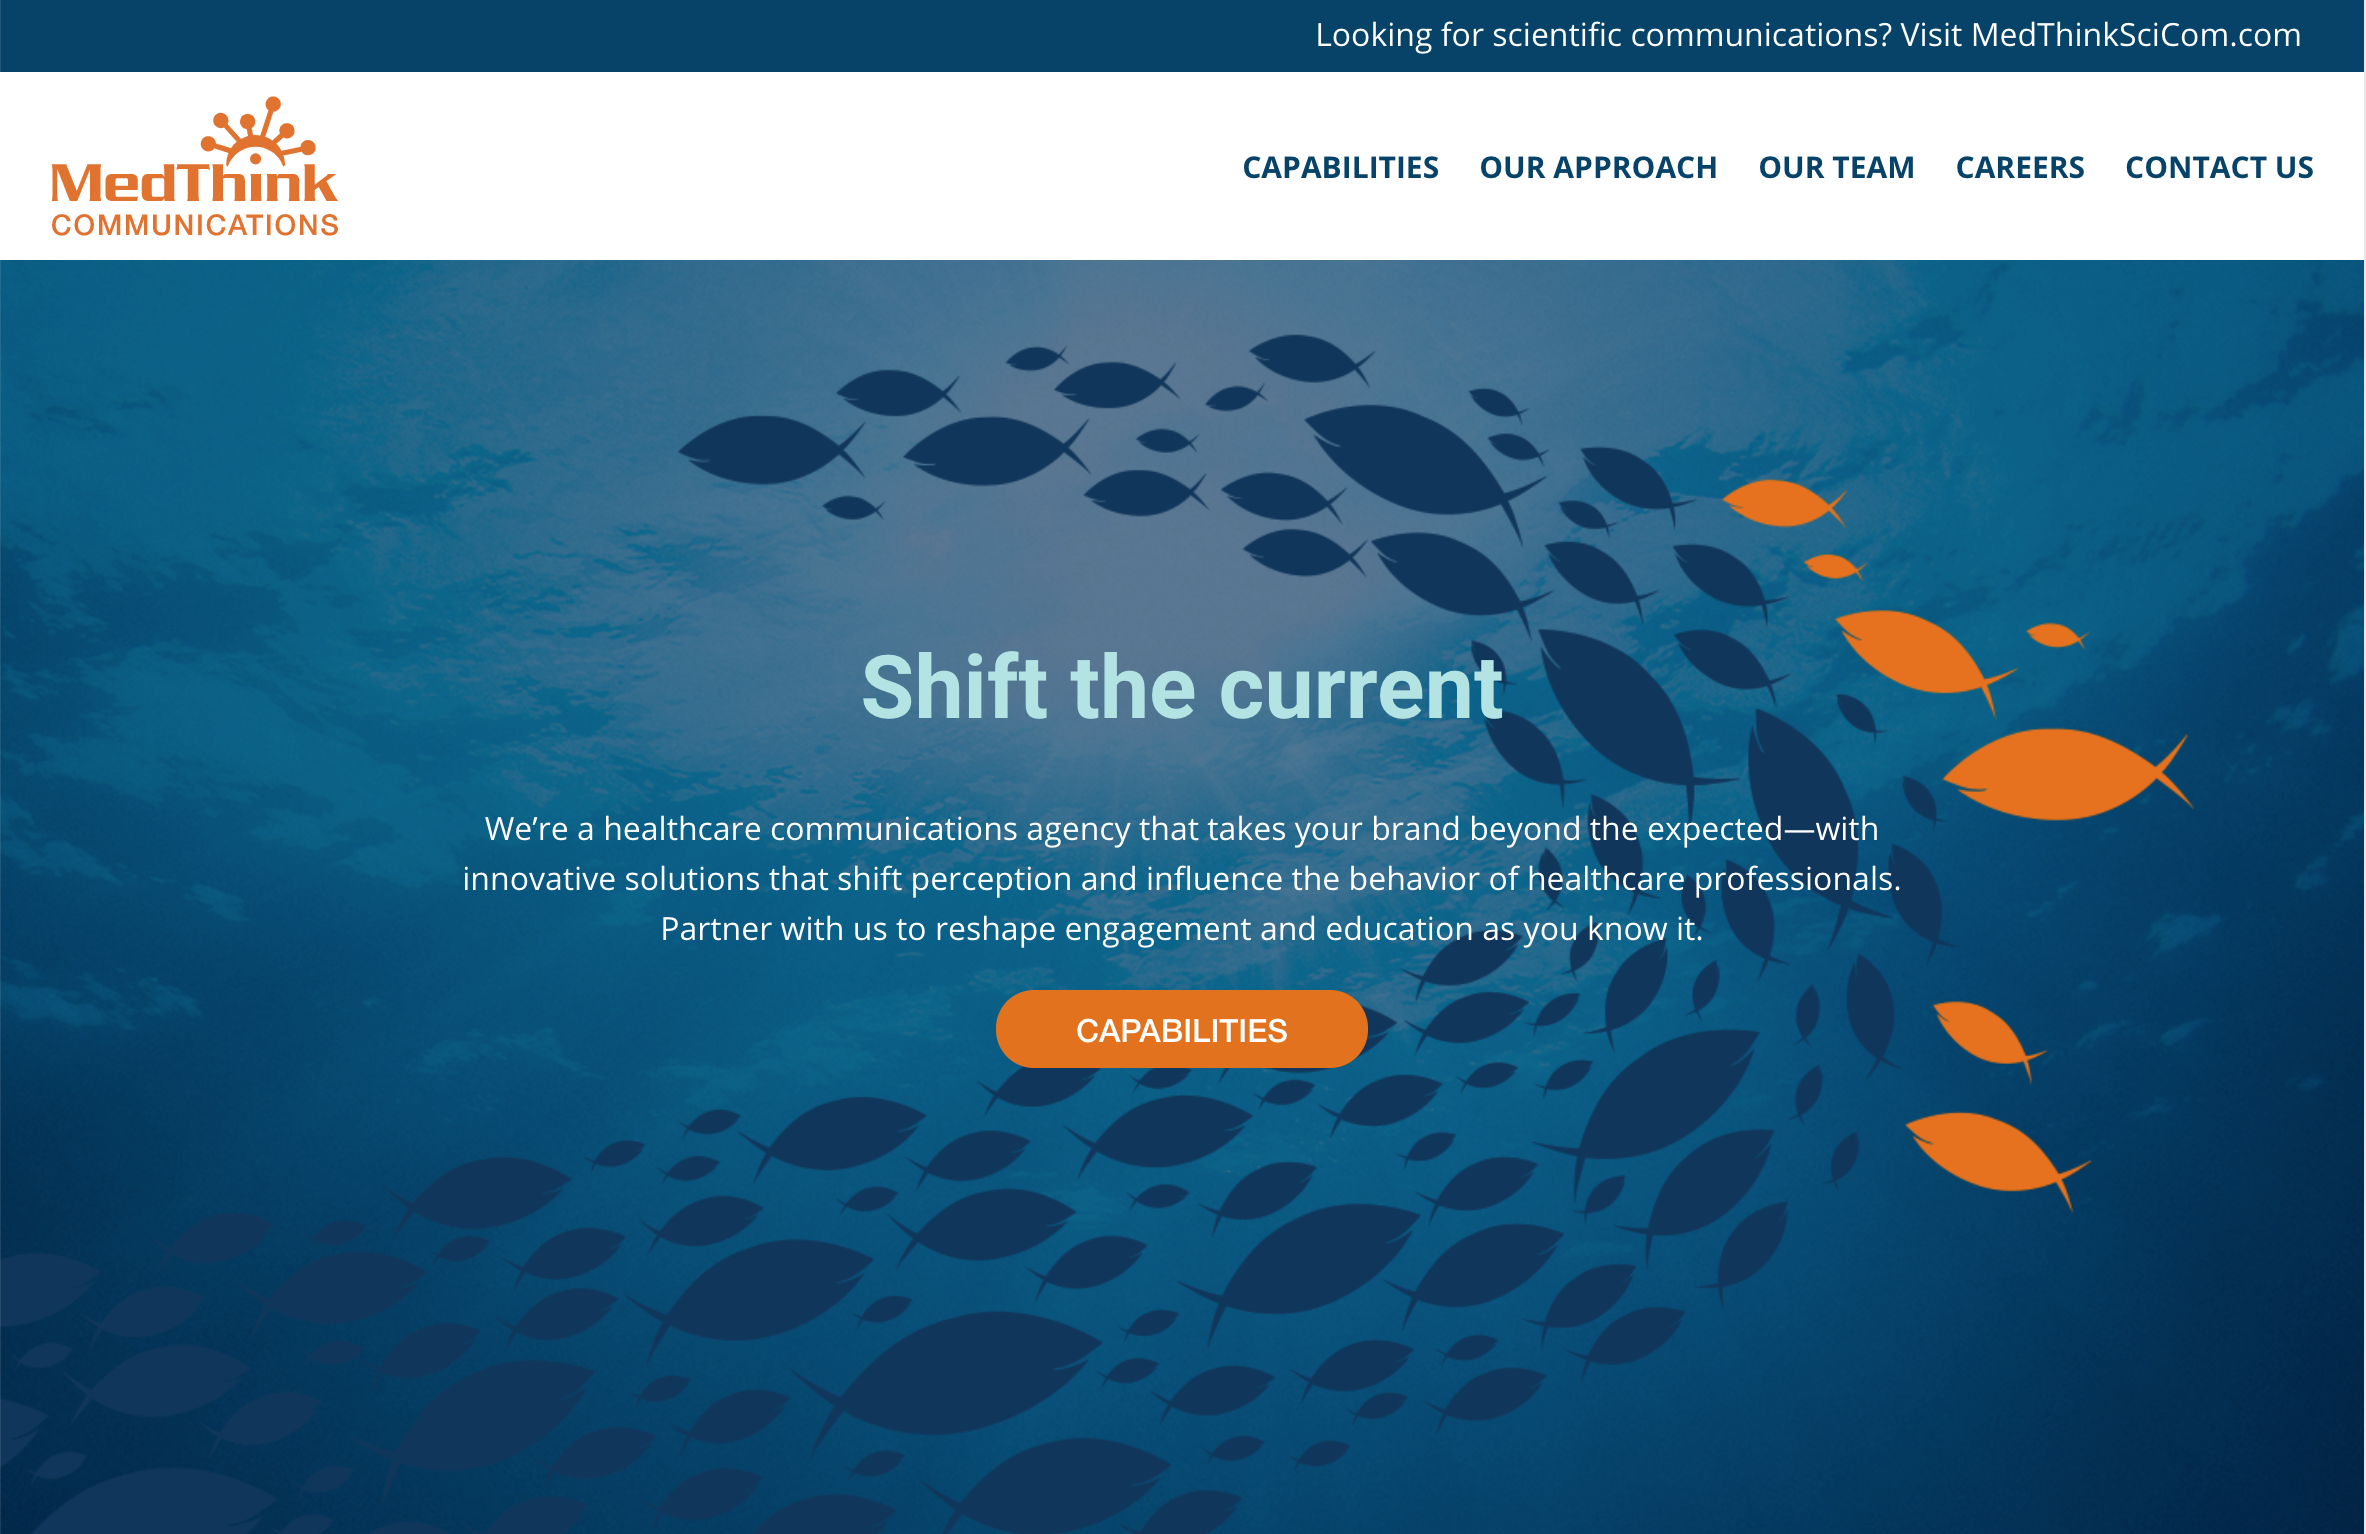 Looking for scientific communications? Visit MedThinkSciCom.com
MedThink
COMMUNICATIONS
CAPABILITIES OUR APPROACH OUR TEAM CAREERS CONTACT US
Shift the current
We’re a healthcare communications agency that takes your brand beyond the expected—with
innovative solutions that shift perception and influence the behavior of healthcare professionals.
Partner with us to reshape engagement and education as you know it.
CAPABILITIES